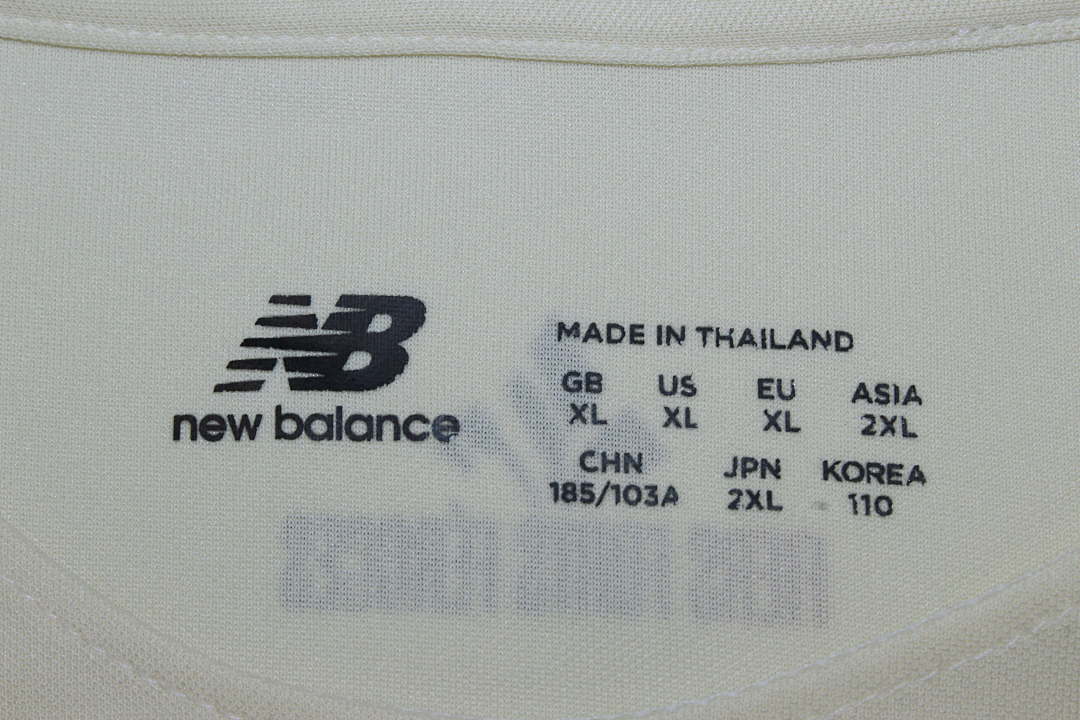 NB
new balance
MADE IN THAILAND
GB US EU ASIA
XL XL XL 2XL
CHN JPN KOREA
185/103A 2XL 110